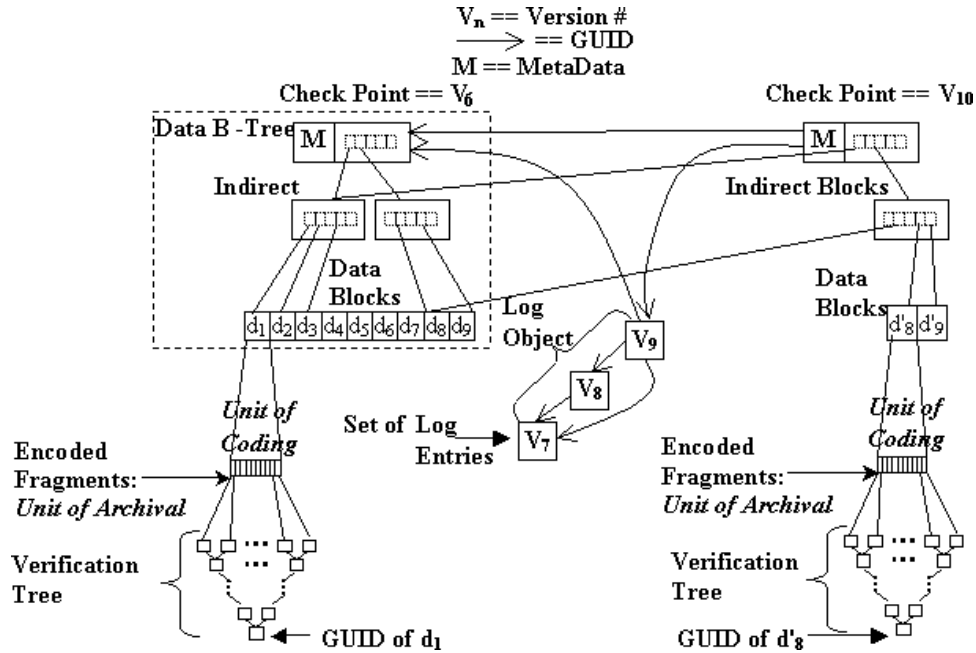 Vn == Version #
== GUID
M == MetaData
Check Point == V6
Check Point == V10
Data B -Tree
M
M
Indirect
Indirect Blocks
Data
Blocks
Data
Blocks
d1 d2 d3 d4 d5 d6 d7 d8 d9
d'8 d'9
Log
Object
V9
V8
V7
Set of Log
Entries
Unit of
Coding
Unit of
Coding
Encoded
Fragments:
Unit of Archival
Encoded
Fragments:
Unit of Archival
Verification
Tree
Verification
Tree
GUID of d1
GUID of d'8